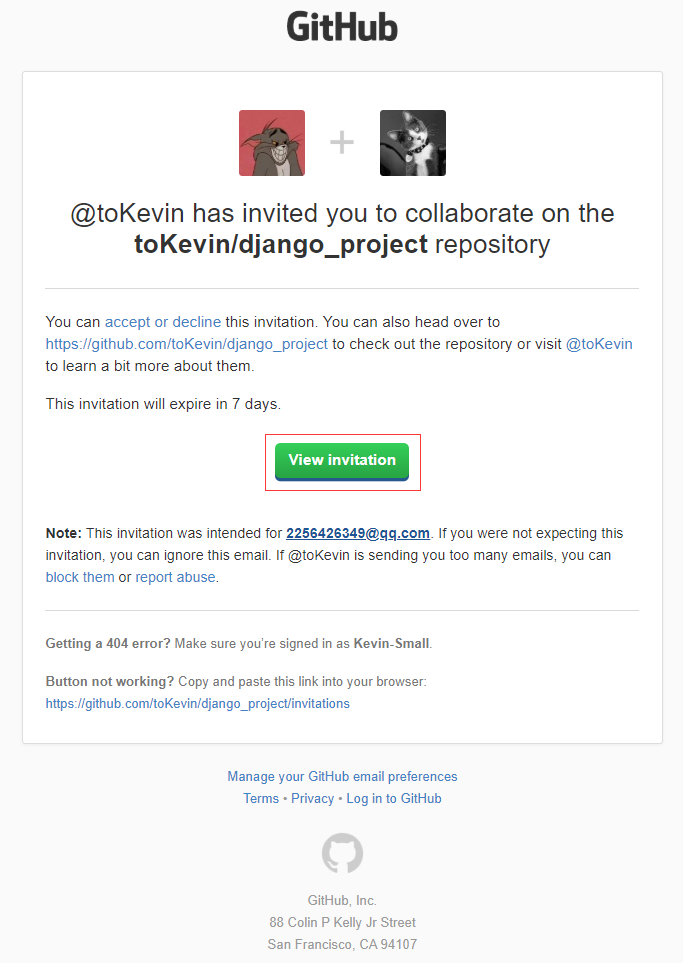 GitHub
@toKevin has invited you to collaborate on the
toKevin/django_project repository
You can accept or decline this invitation. You can also head over to
https://github.com/toKevin/django_project to check out the repository or visit @toKevin
to learn a bit more about them.
This invitation will expire in 7 days.
View invitation
Note: This invitation was intended for 2256426349@qq.com. If you were not expecting this
invitation, you can ignore this email. If @toKevin is sending you too many emails, you can
block them or report abuse.
Getting a 404 error? Make sure you’re signed in as Kevin-Small.
Button not working? Copy and paste this link into your browser:
https://github.com/toKevin/django_project/invitations
Manage your GitHub email preferences
Terms • Privacy • Log in to GitHub
GitHub, Inc.
88 Colin P Kelly Jr Street
San Francisco, CA 94107